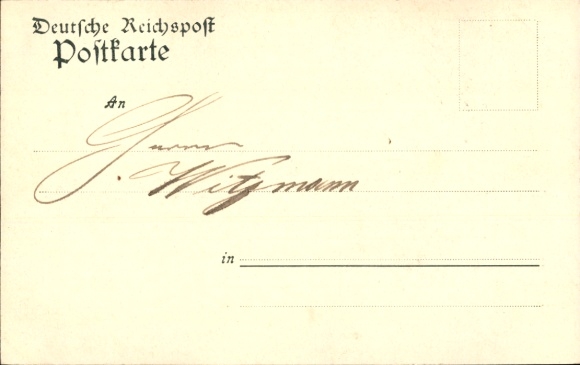 Deutsche Reichspost
Postkarte
An
Herrn
Witzmann
in